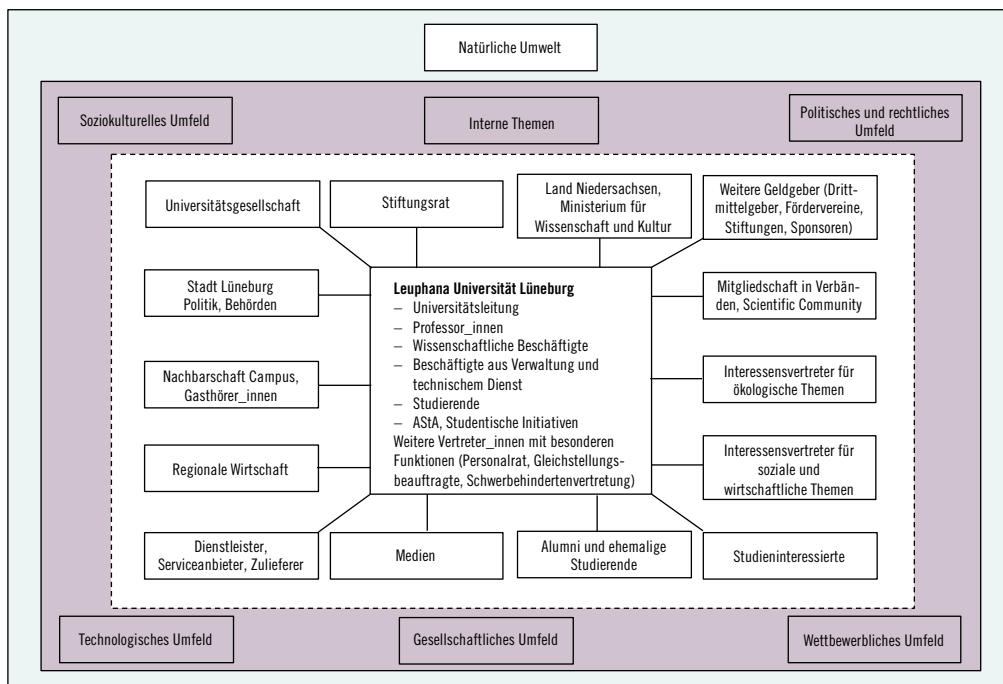 Natürliche Umwelt
Soziokulturelles Umfeld
Interne Themen
Politisches und rechtliches
Umfeld
Universitätsgesellschaft
Stiftungsrat
Land Niedersachsen,
Ministerium für
Wissenschaft und Kultur
Weitere Geldgeber (Dritt-
mittelgeber, Fördervereine,
Stiftungen, Sponsoren)
Stadt Lüneburg
Politik, Behörden
Leuphana Universität Lüneburg
– Universitätsleitung
– Professor_innen
– Wissenschaftliche Beschäftigte
– Beschäftigte aus Verwaltung und
technischem Dienst
– Studierende
– AStA, Studentische Initiativen
Weitere Vertreter_innen mit besonderen
Funktionen (Personalrat, Gleichstellungs-
beauftragte, Schwerbehindertenvertretung)
Mitgliedschaft in Verbän-
den, Scientific Community
Nachbarschaft Campus,
Gasthörer_innen
Interessensvertreter für
ökologische Themen
Regionale Wirtschaft
Interessensvertreter für
soziale und
wirtschaftliche Themen
Dienstleister,
Serviceanbieter, Zulieferer
Medien
Alumni und ehemalige
Studierende
Studieninteressierte
Technologisches Umfeld
Gesellschaftliches Umfeld
Wettbewerbliches Umfeld